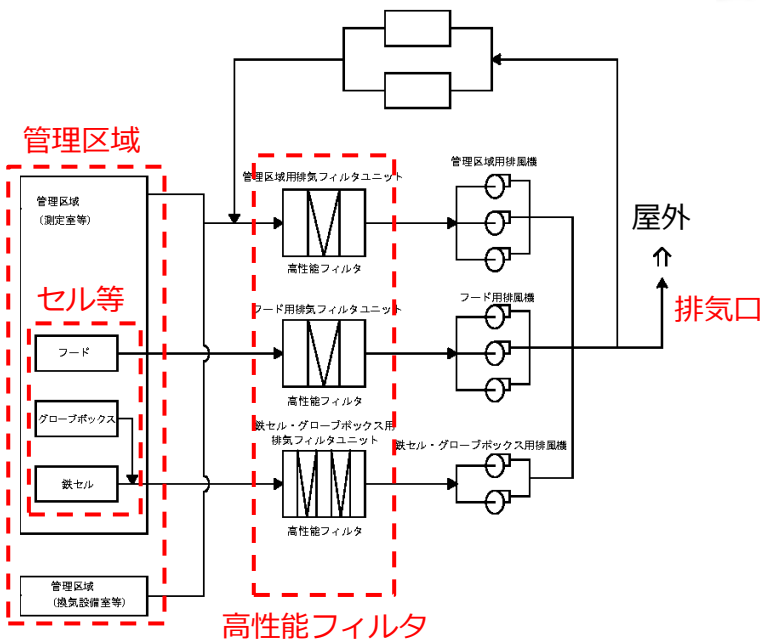 管理区域
管理区域
(測定室等)
セル等
フード
グローブボックス
鉄セル
管理区域
(換気設備室等)
管理区域用排気フィルタユニット
高性能フィルタ
フード用排気フィルタユニット
高性能フィルタ
鉄セル・グローブボックス用
排気フィルタユニット
高性能フィルタ
高性能フィルタ
管理区域用排風機
フード用排風機
鉄セル・グローブボックス用排風機
屋外
⇑
排気口